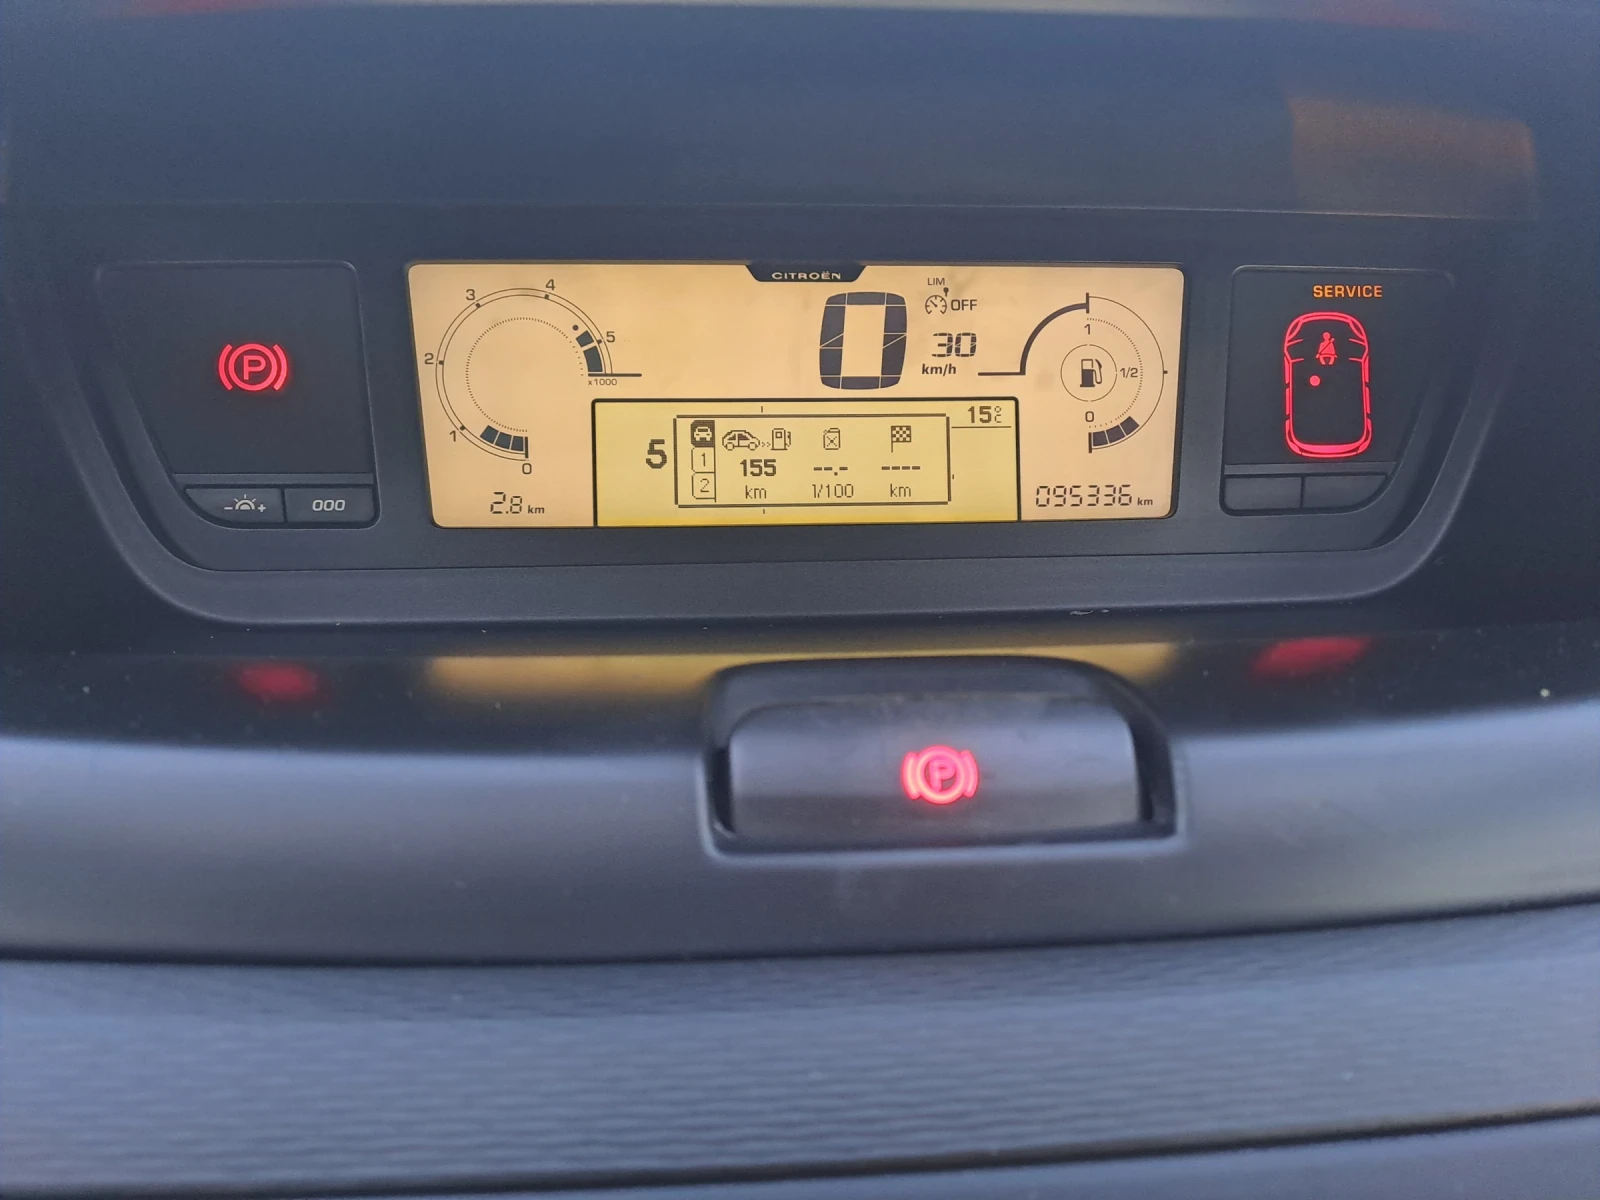 CITROËN
SERVICE
P
3
4
2
5
x1000
1
0
2.8 km
0
LIM
OFF
30
km/h
1
1/2
0
15°C
5
1
2
155
--.-
----
km
l/100
km
095336 km
- +
000
P